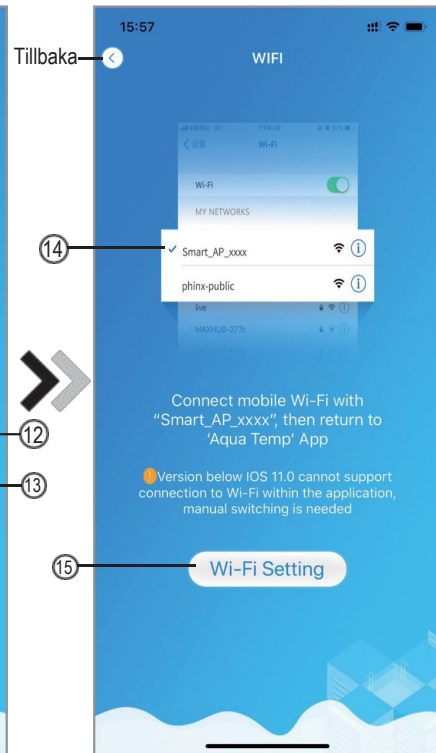 15:57
Tillbaka
WIFI
Wi-Fi
Wi-Fi
MY NETWORKS
14
Smart_AP_xxxx
phinx-public
live
MAXHUB-277c
12
13
Connect mobile Wi-Fi with
“Smart_AP_xxxx”, then return to
‘Aqua Temp’ App
Version below IOS 11.0 cannot support
connection to Wi-Fi within the application,
manual switching is needed
15
Wi-Fi Setting